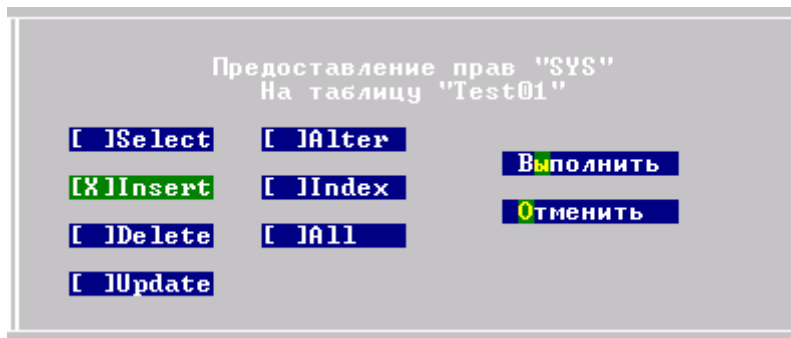 Предоставление прав "SYS"
На таблицу "Test01"
[ ]Select [ ]Alter
Выполнить
[X]Insert [ ]Index
Отменить
[ ]Delete [ ]All
[ ]Update